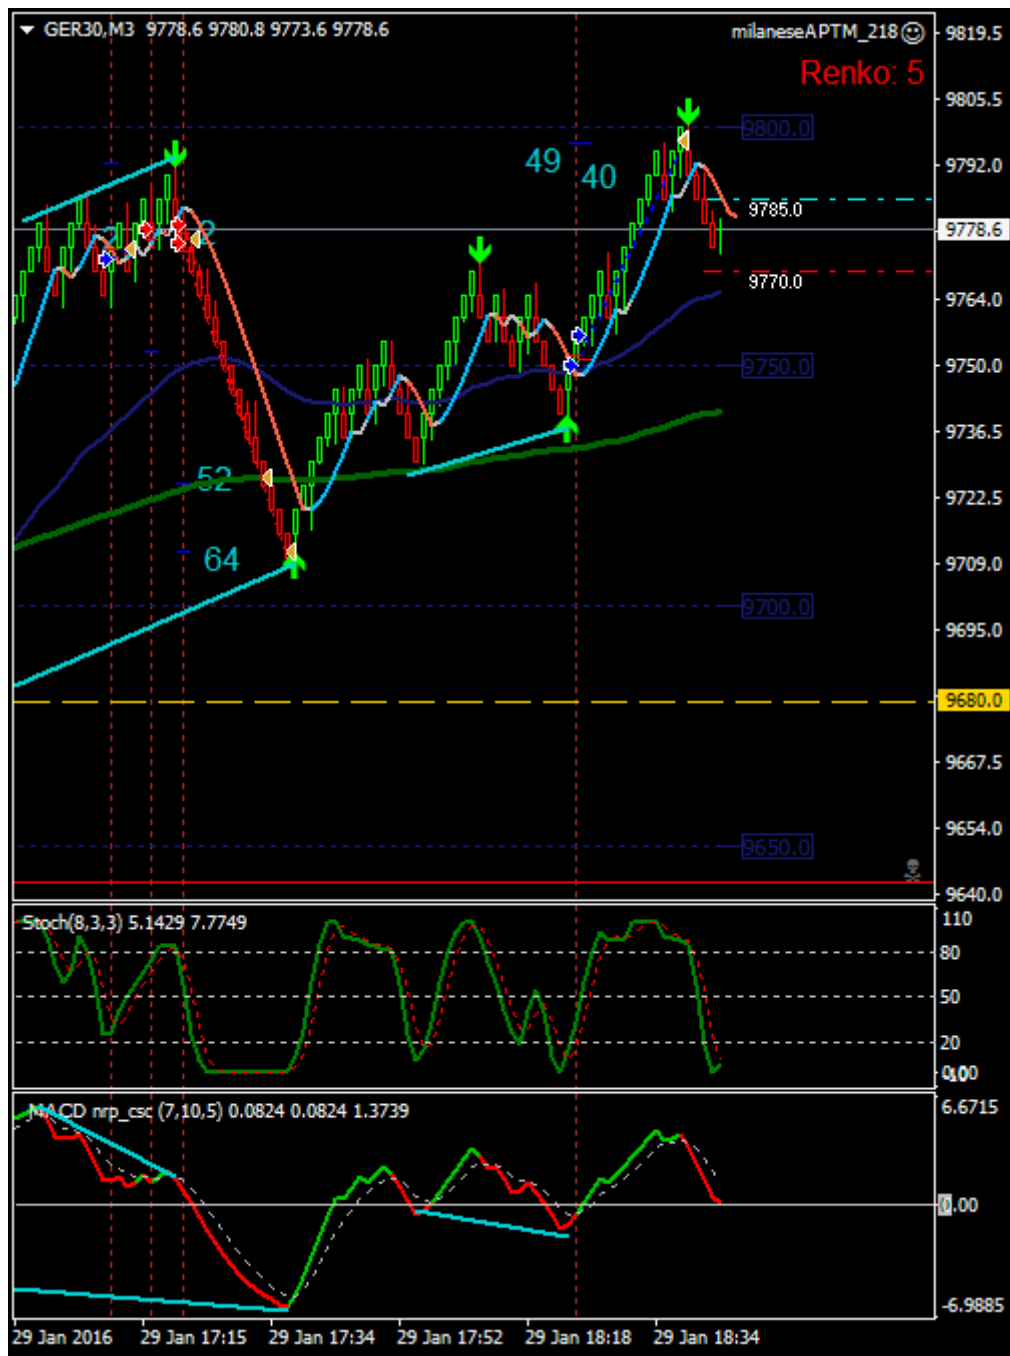 GER30,M3 9778.6 9780.8 9773.6 9778.6
milaneseAPTM_218
Renko: 5
9819.5
9805.5
9800.0
9792.0
49
40
9785.0
2
9778.6
9770.0
9764.0
9750.0
9750.0
9736.5
52
9722.5
64
9709.0
9700.0
9695.0
9680.0
9667.5
9654.0
9650.0
9640.0
Stoch(8,3,3) 5.1429 7.7749
110
80
50
20
MACD nrp_csc (7,10,5) 0.0824 0.0824 1.3739
6.6715
0.00
-6.9885
29 Jan 2016
29 Jan 17:15
29 Jan 17:34
29 Jan 17:52
29 Jan 18:18
29 Jan 18:34